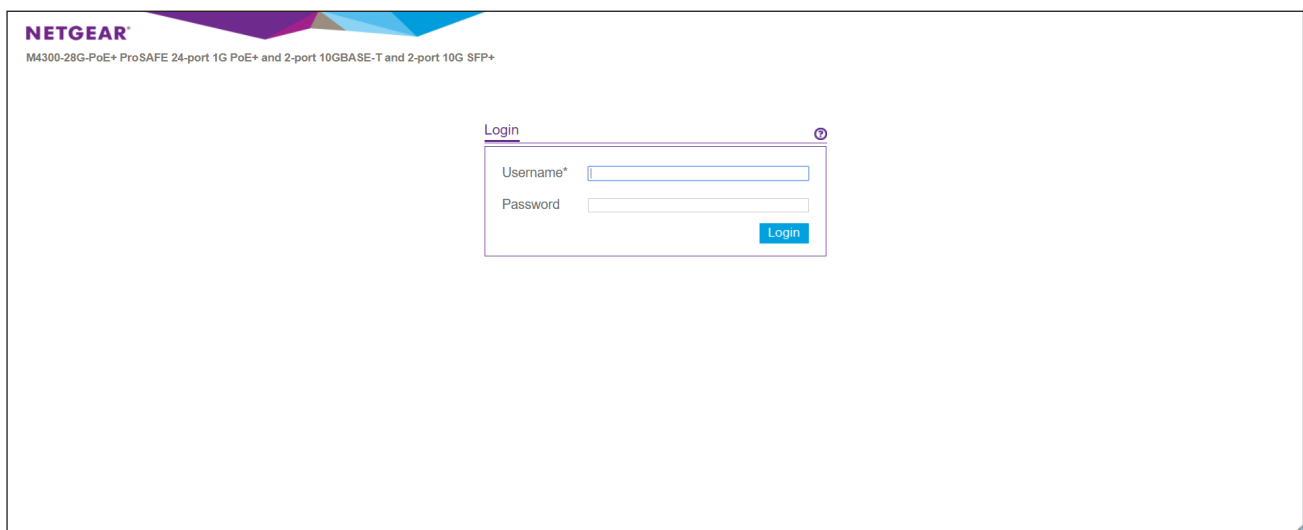 NETGEAR®
M4300-28G-PoE+ ProSAFE 24-port 1G PoE+ and 2-port 10GBASE-T and 2-port 10G SFP+
Login
?
Username*
Password
Login